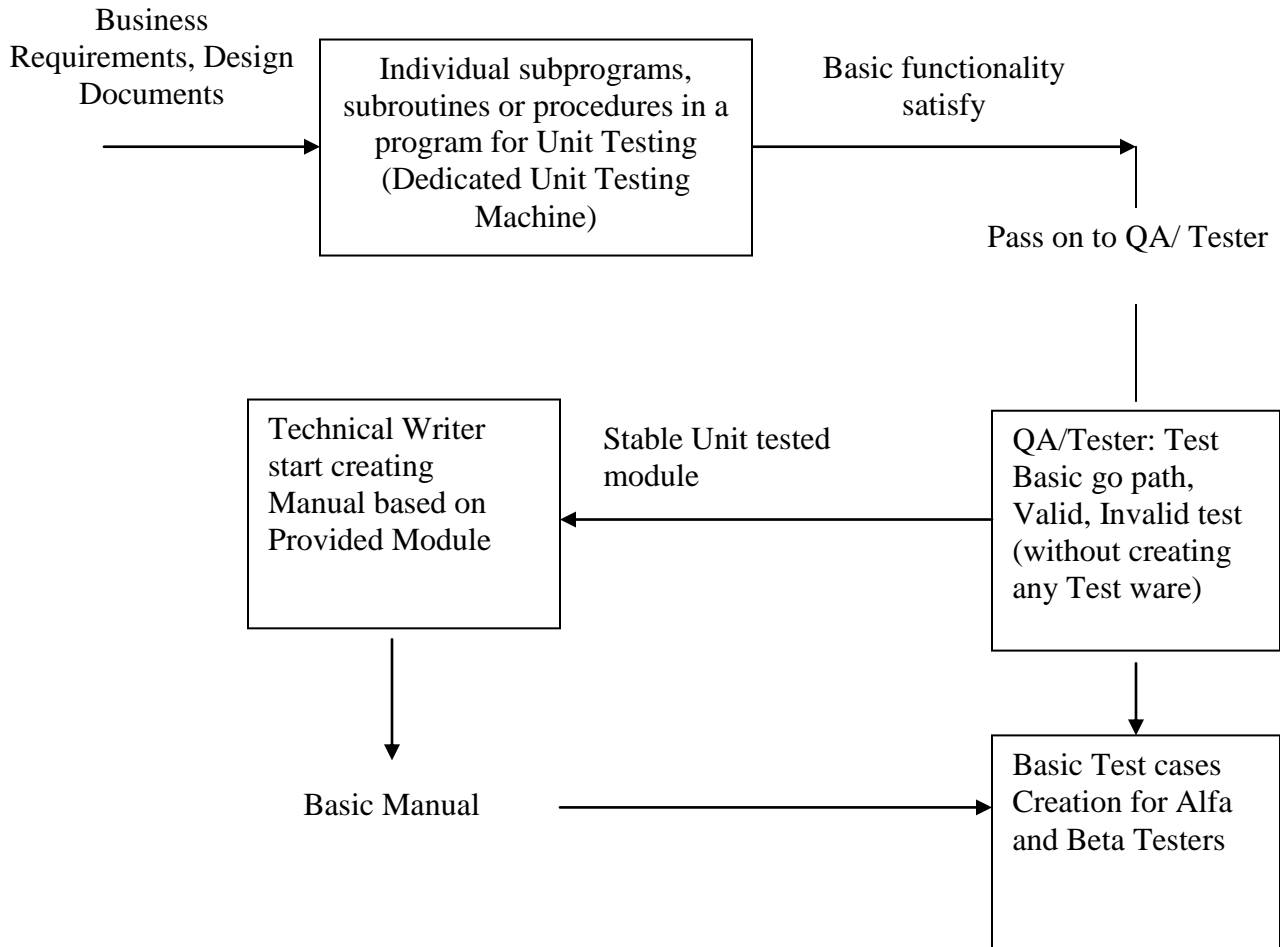 Business
Requirements, Design
Documents
Individual subprograms,
subroutines or procedures in a
program for Unit Testing
(Dedicated Unit Testing
Machine)
Basic functionality
satisfy
Pass on to QA/ Tester
Technical Writer
start creating
Manual based on
Provided Module
Stable Unit tested
module
QA/Tester: Test
Basic go path,
Valid, Invalid test
(without creating
any Test ware)
Basic Manual
Basic Test cases
Creation for Alfa
and Beta Testers